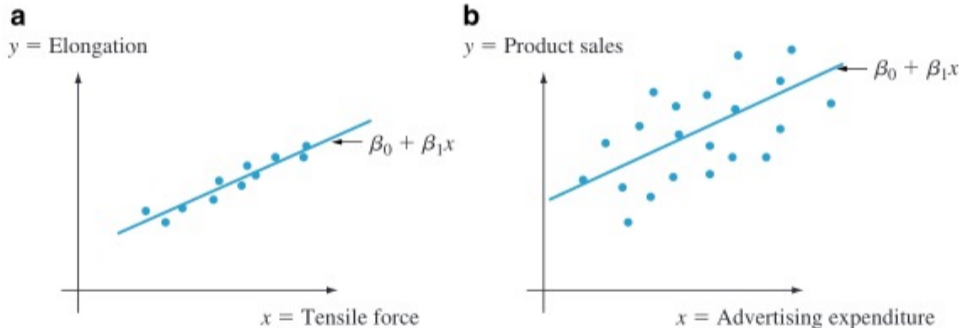 a
y = Elongation
β₀ + β₁x
x = Tensile force
b
y = Product sales
β₀ + β₁x
x = Advertising expenditure